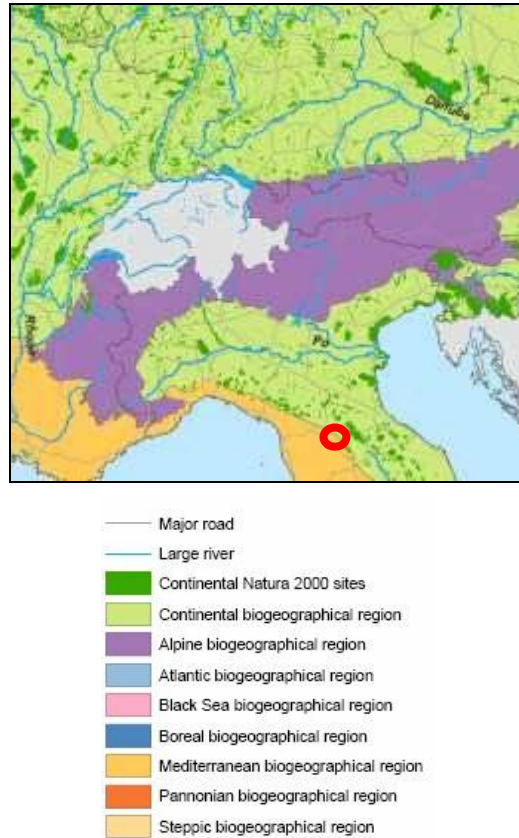 Danube
Rhône
Po
Major road
Large river
Continental Natura 2000 sites
Continental biogeographical region
Alpine biogeographical region
Atlantic biogeographical region
Black Sea biogeographical region
Boreal biogeographical region
Mediterranean biogeographical region
Pannonian biogeographical region
Steppic biogeographical region